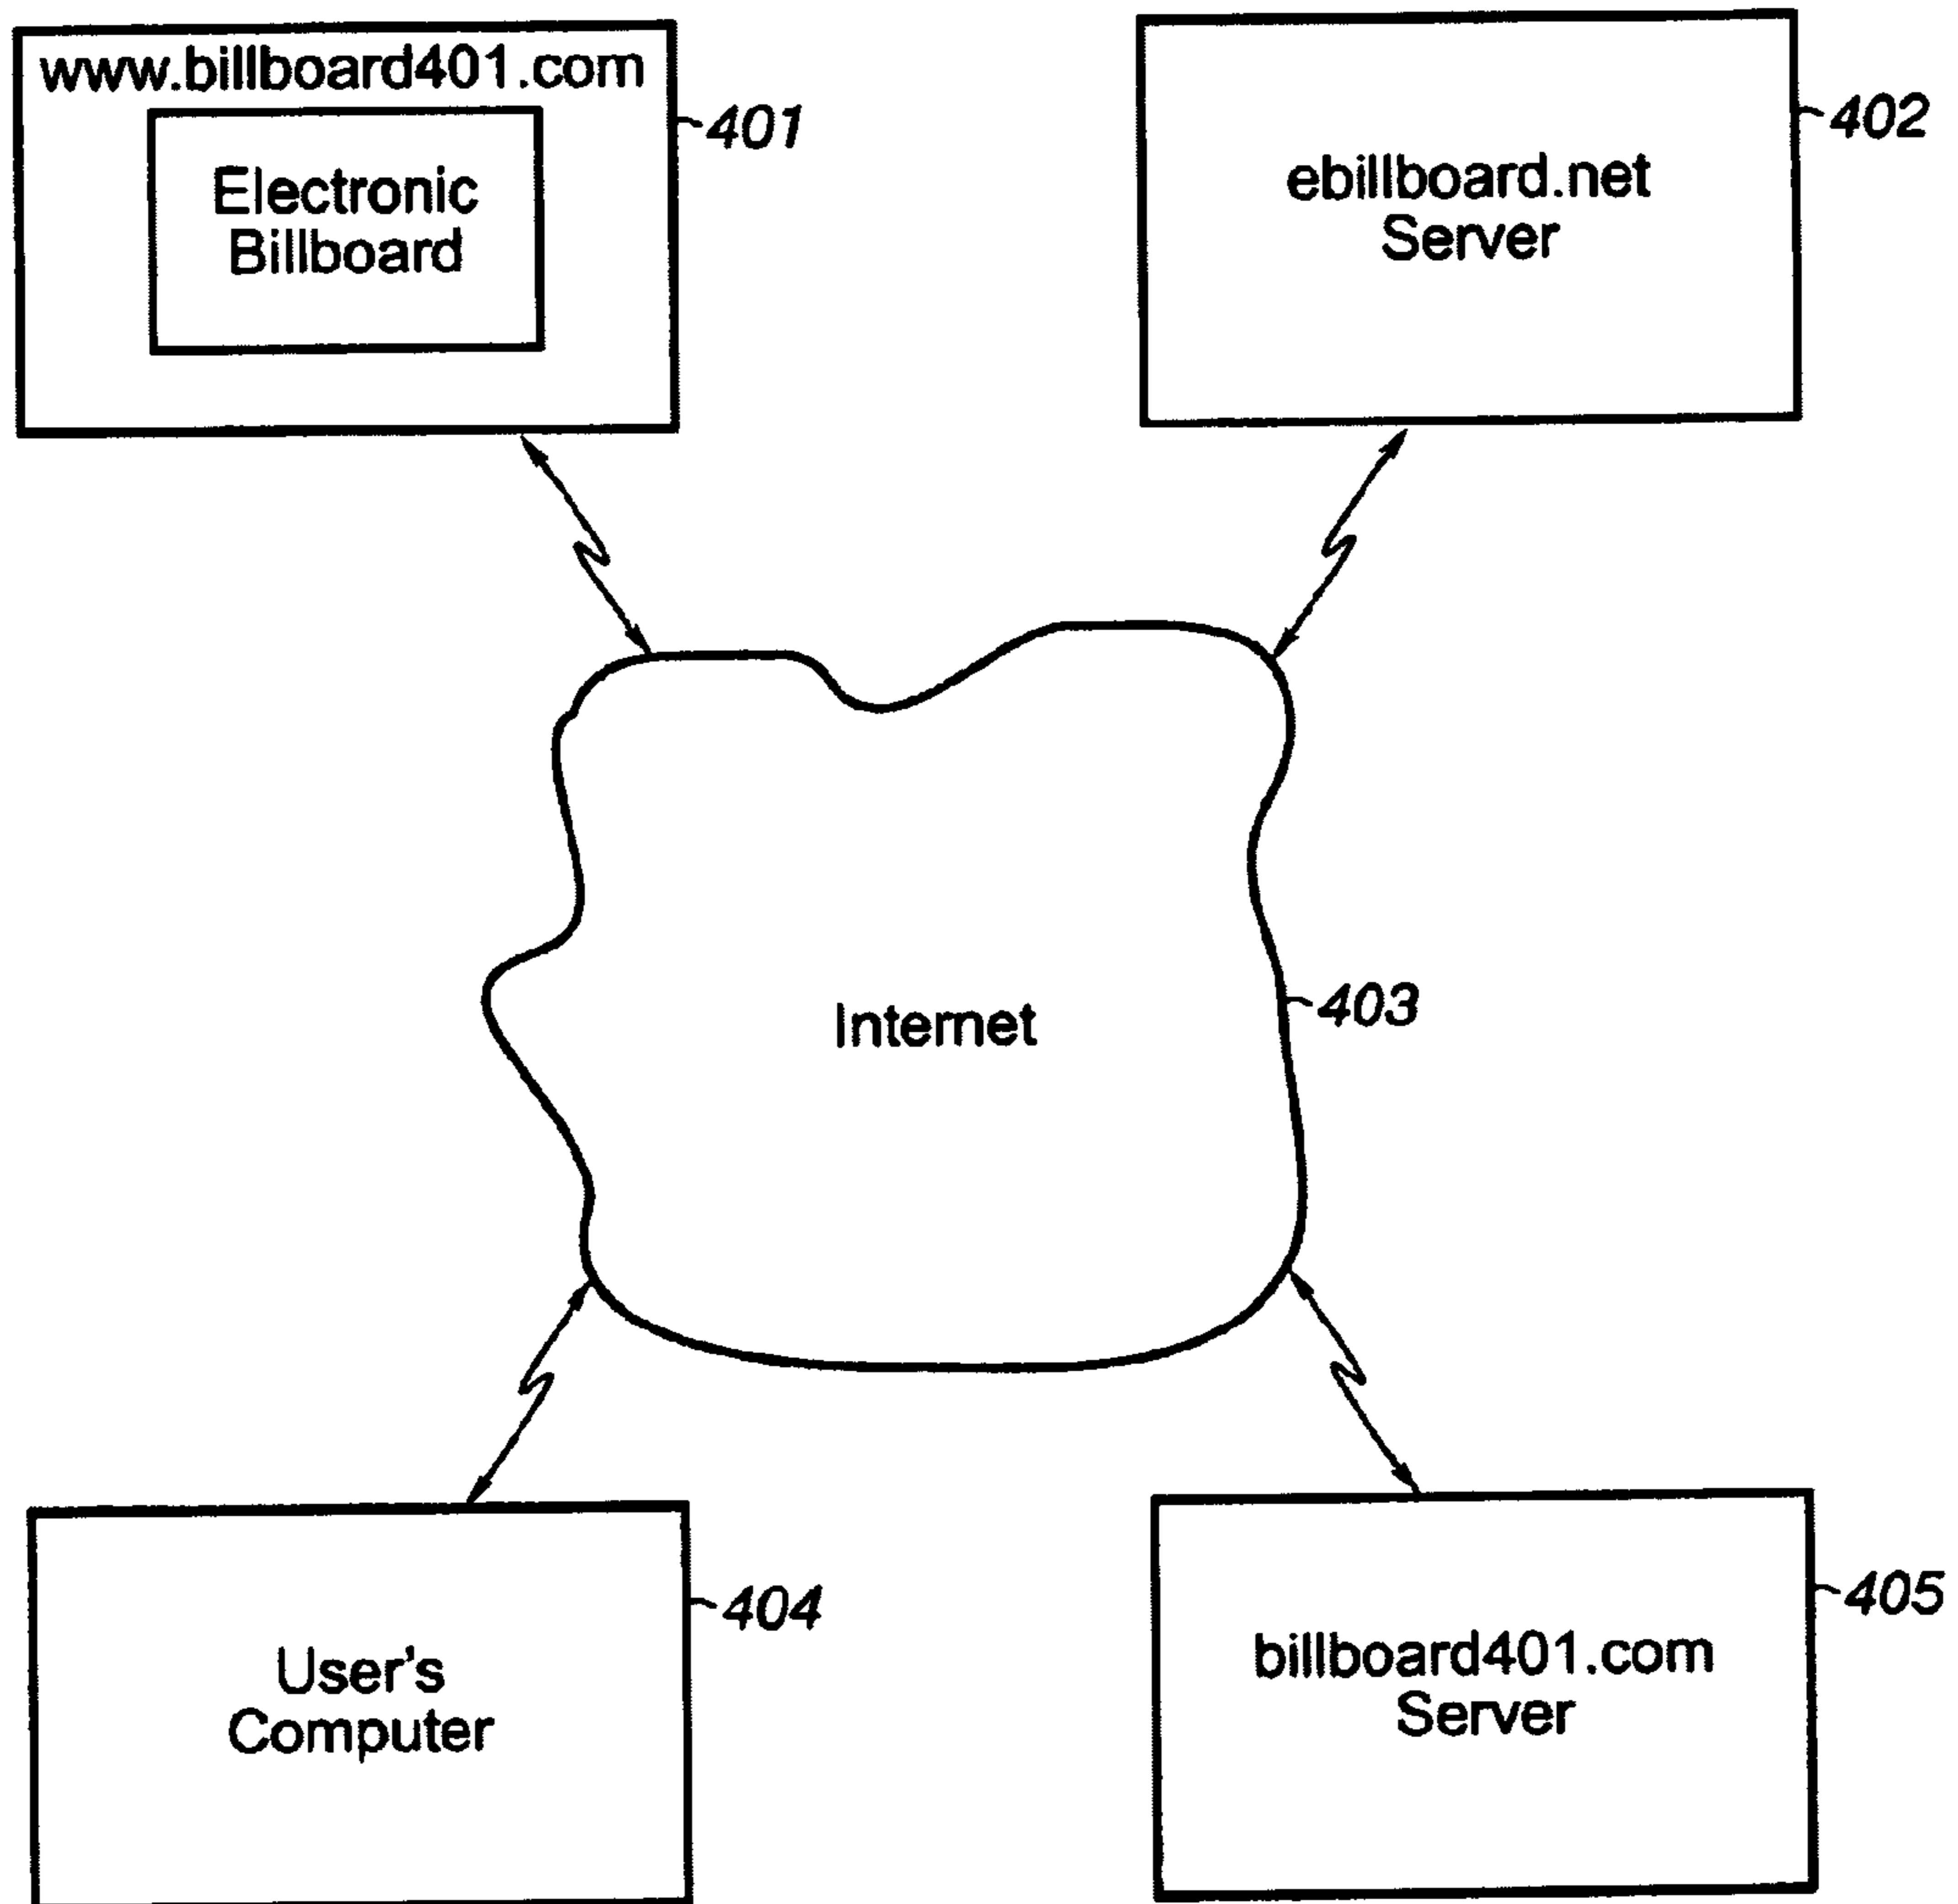 www.billboard401.com
401
Electronic
Billboard
402
ebillboard.net
Server
Internet
403
404
User's
Computer
405
billboard401.com
Server